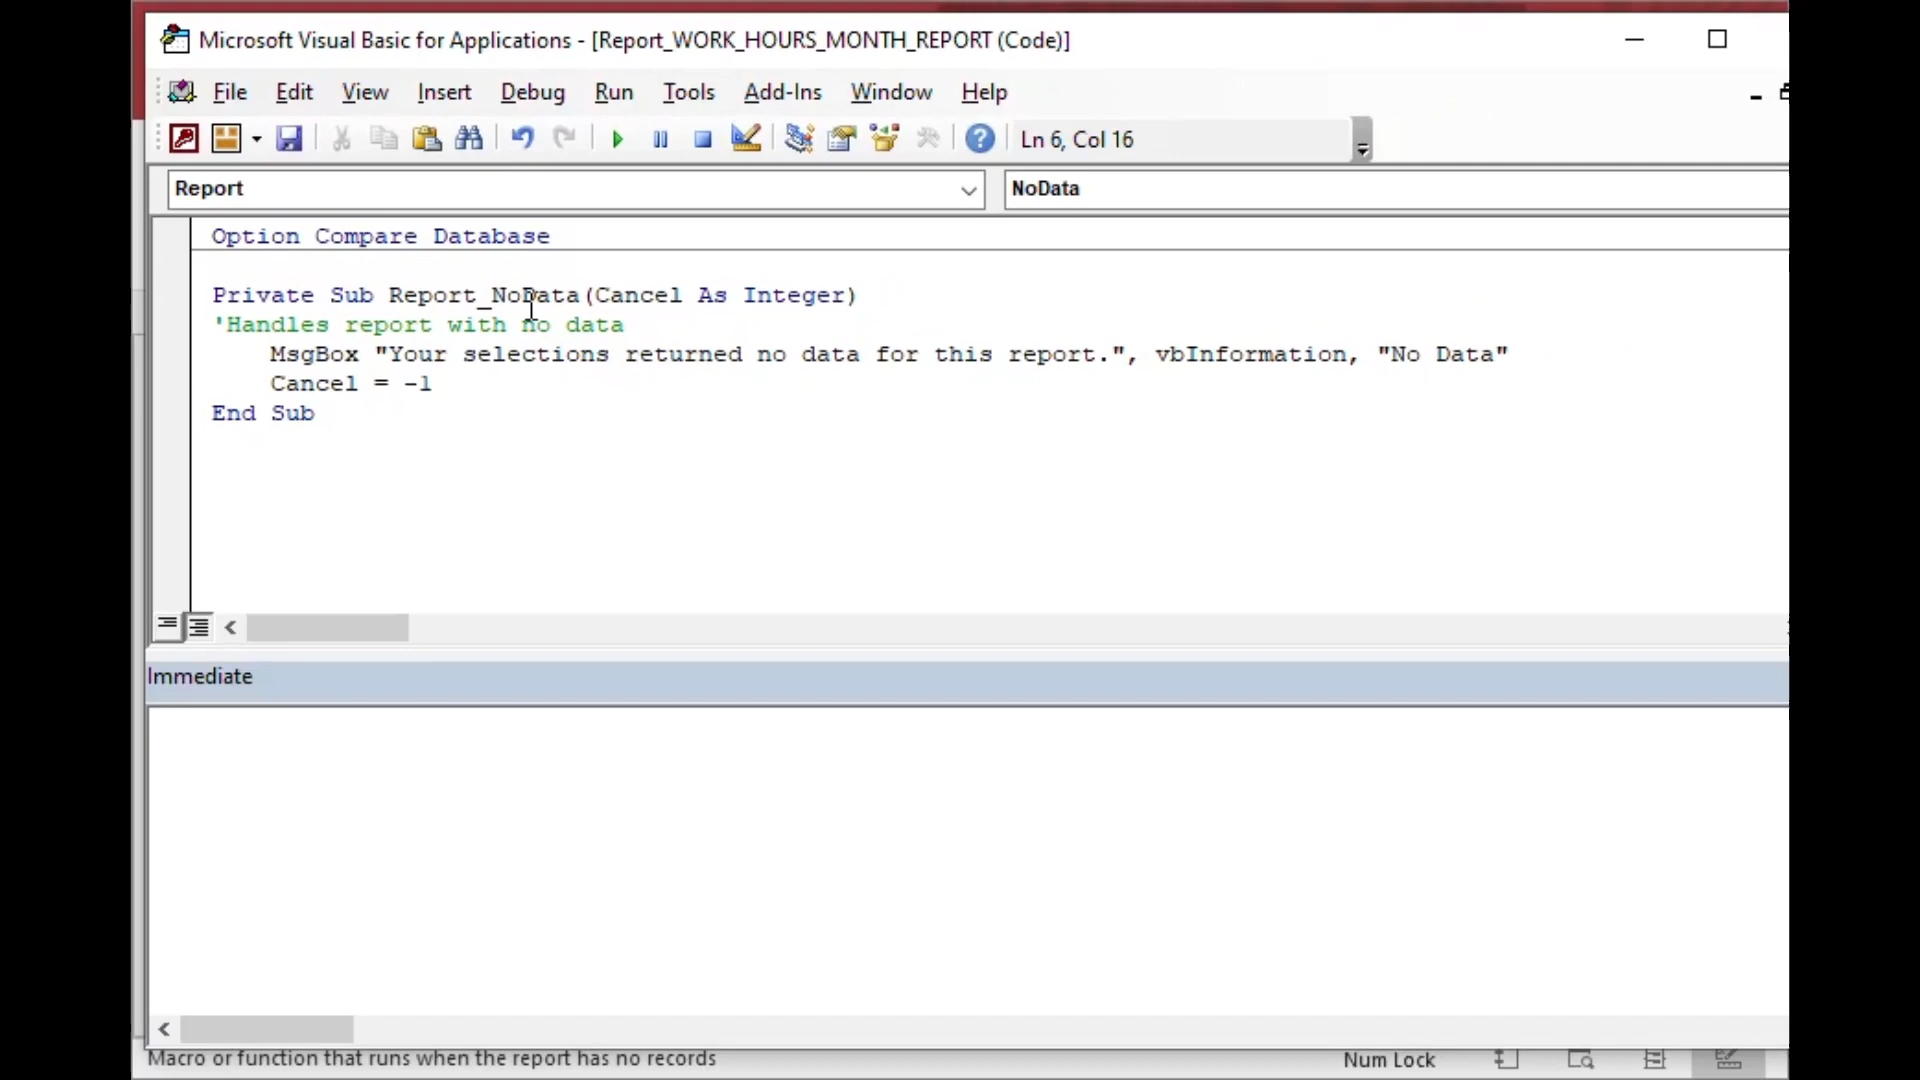 Microsoft Visual Basic for Applications - [Report_WORK_HOURS_MONTH_REPORT (Code)]
File Edit View Insert Debug Run Tools Add-Ins Window Help
Ln 6, Col 16
Report NoData
Option Compare Database
Private Sub Report_NoData(Cancel As Integer)
'Handles report with no data
MsgBox "Your selections returned no data for this report.", vbInformation, "No Data"
Cancel = -1
End Sub
Immediate
Macro or function that runs when the report has no records Num Lock